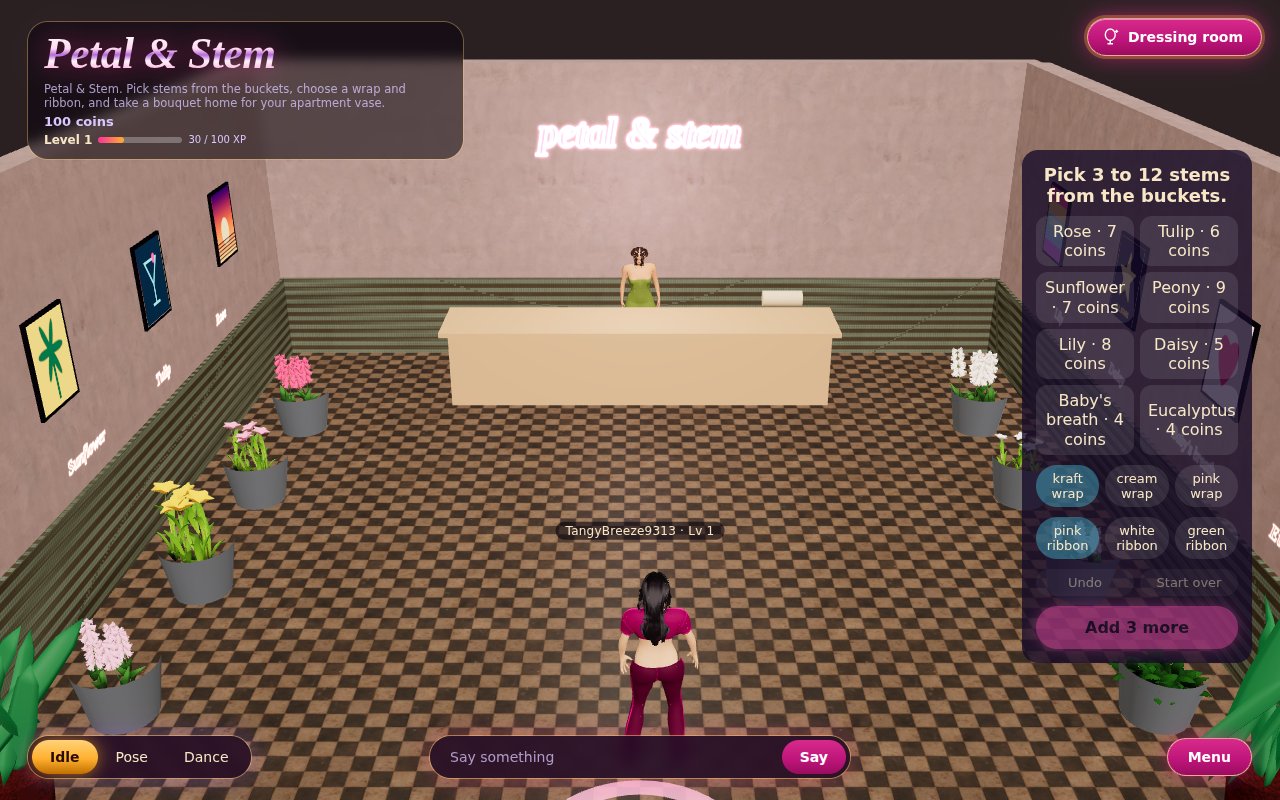 Petal & Stem
Petal & Stem. Pick stems from the buckets, choose a wrap and
ribbon, and take a bouquet home for your apartment vase.
100 coins
Level 1 30 / 100 XP
Dressing room
petal & stem
Pick 3 to 12 stems
from the buckets.
Rose · 7
coins
Tulip · 6
coins
Sunflower
· 7 coins
Peony · 9
coins
Lily · 8
coins
Daisy · 5
coins
Baby's
breath · 4
coins
Eucalyptus
· 4 coins
kraft
wrap
cream
wrap
pink
wrap
pink
ribbon
white
ribbon
green
ribbon
Undo
Start over
Add 3 more
Rose
Tulip
Sunflower
TangyBreeze9313 · Lv 1
Idle
Pose
Dance
Say something
Say
Menu